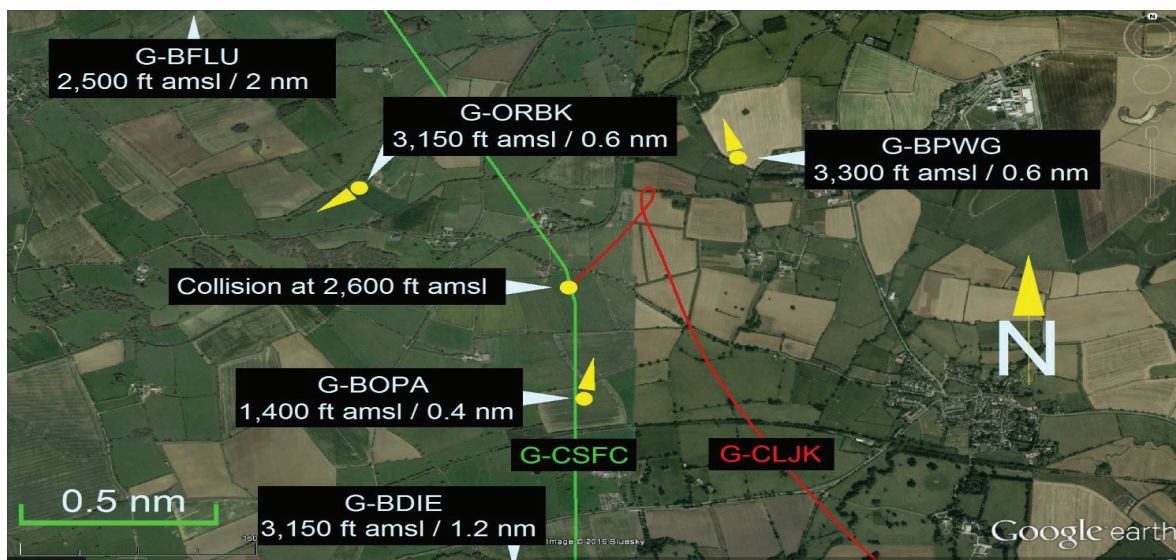 G-BFLU
2,500 ft amsl / 2 nm
G-ORBK
3,150 ft amsl / 0.6 nm
G-BPWG
3,300 ft amsl / 0.6 nm
Collision at 2,600 ft amsl
G-BOPA
1,400 ft amsl / 0.4 nm
N
G-CSFC
G-CLJK
0.5 nm
G-BDIE
3,150 ft amsl / 1.2 nm
Image © 2016 Bluesky
Google earth